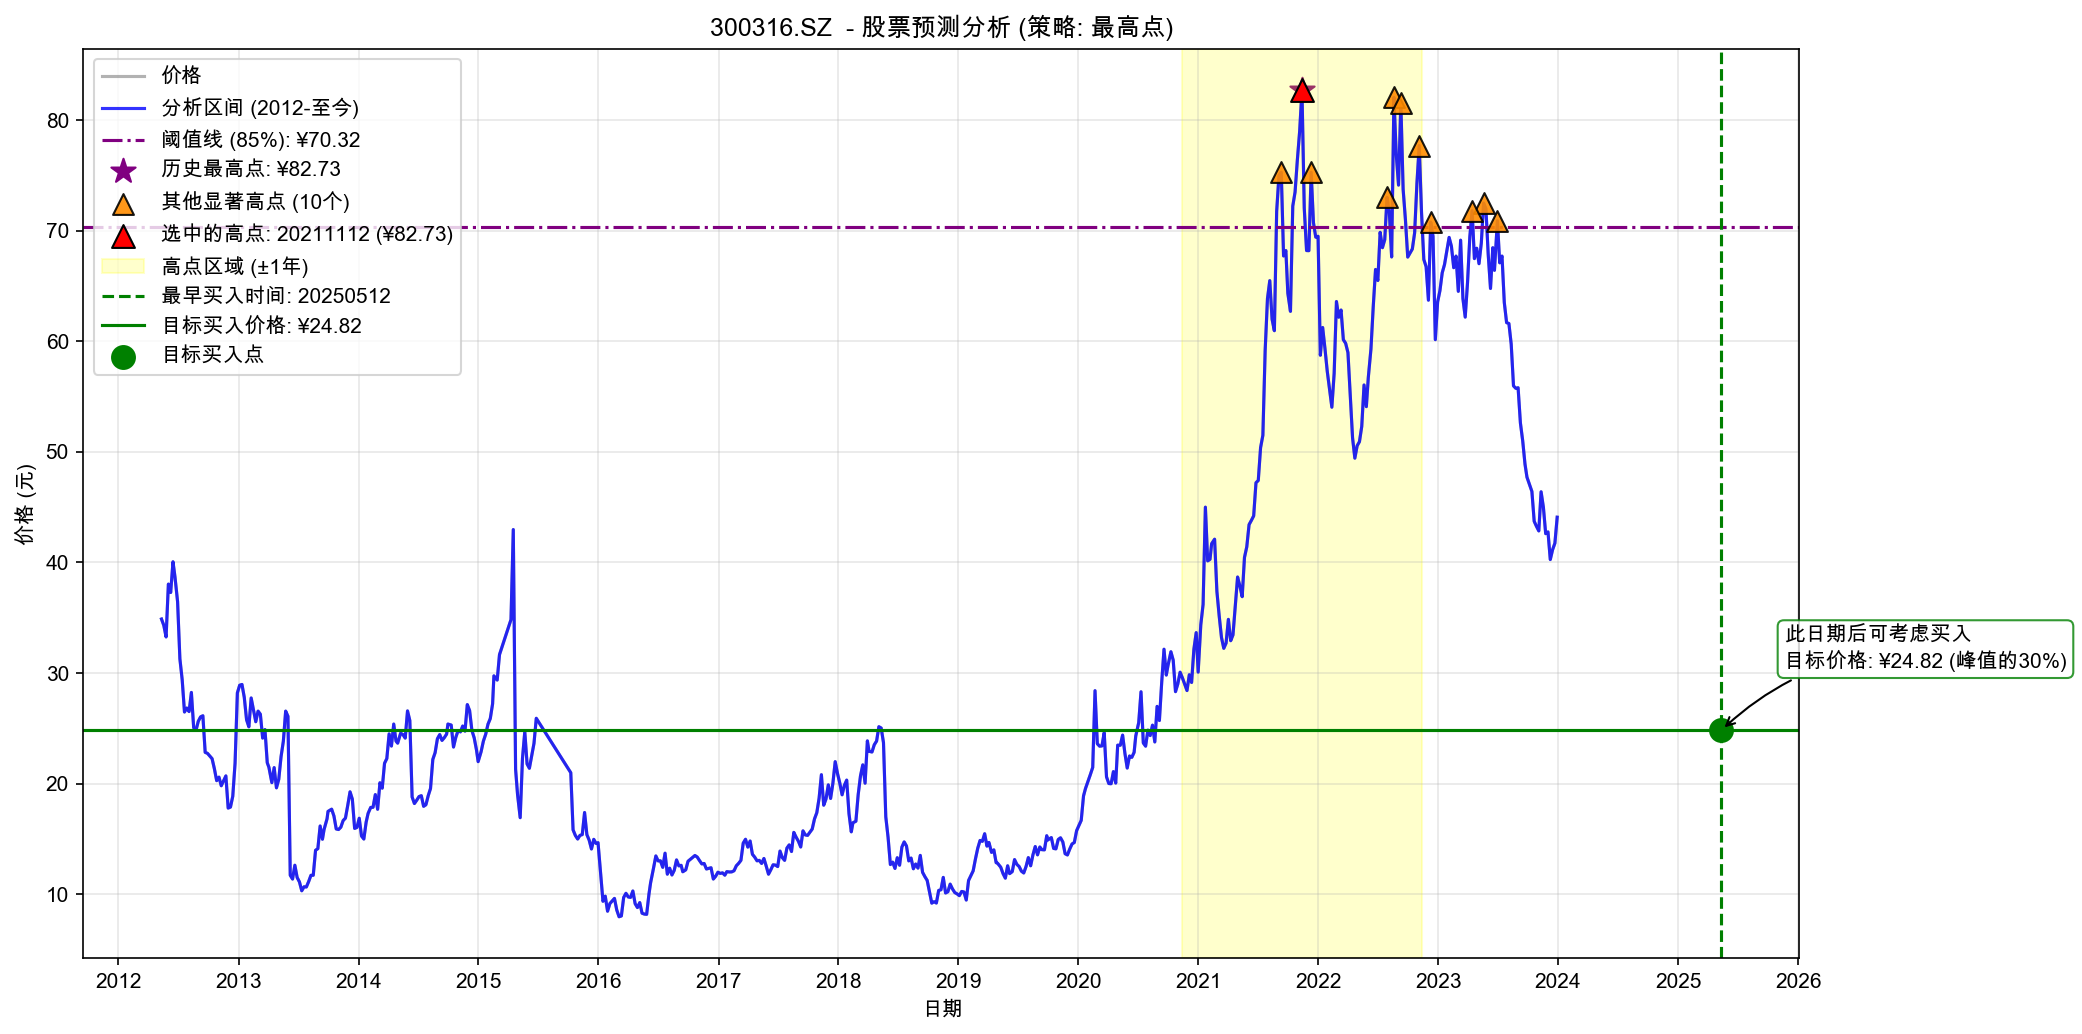 300316.SZ  - 股票预测分析 (策略: 最高点)
价格
分析区间 (2012-至今)
阈值线 (85%): ¥70.32
历史最高点: ¥82.73
其他显著高点 (10个)
选中的高点: 20211112 (¥82.73)
高点区域 (±1年)
最早买入时间: 20250512
目标买入价格: ¥24.82
目标买入点
价格 (元)
80
70
60
50
40
30
20
10
此日期后可考虑买入
目标价格: ¥24.82 (峰值的30%)
2012 2013 2014 2015 2016 2017 2018 2019 2020 2021 2022 2023 2024 2025 2026
日期